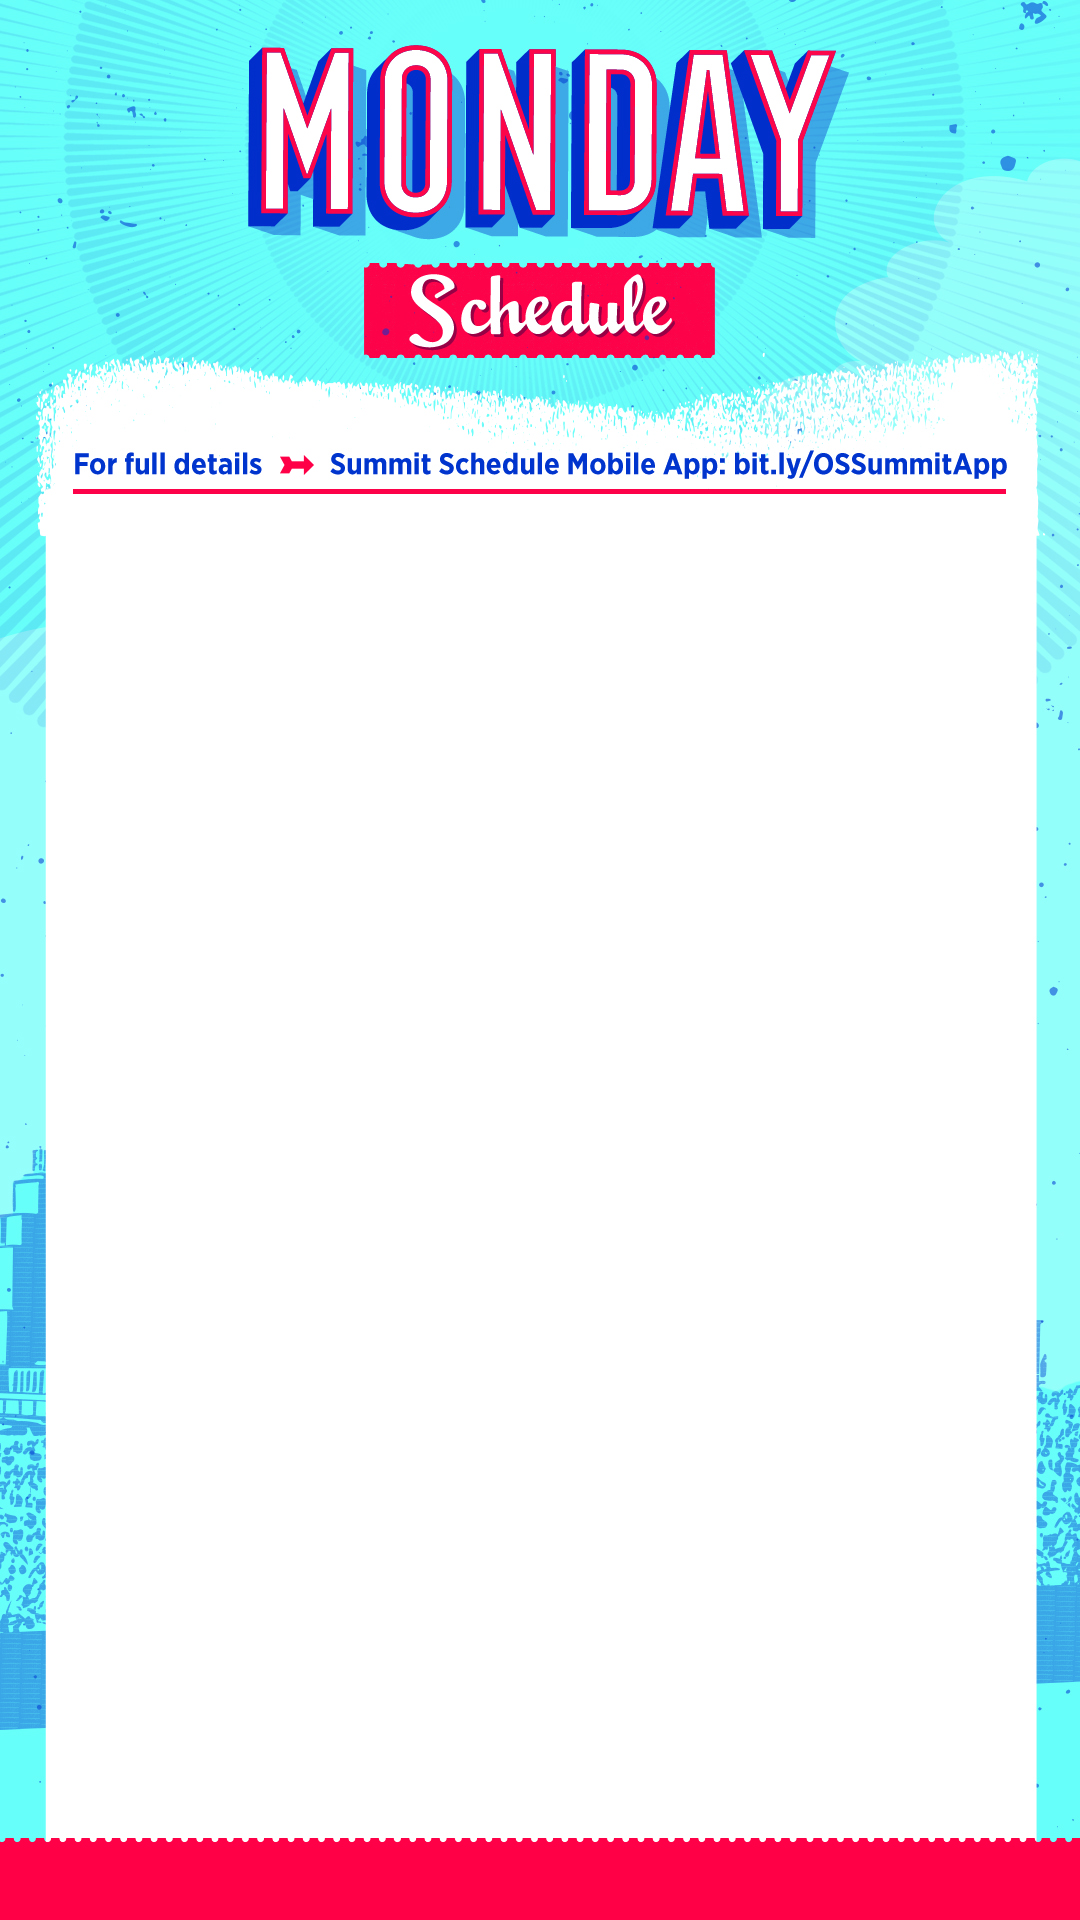 MONDAY
Schedule
For full details ➳ Summit Schedule Mobile App: bit.ly/OSSummitApp